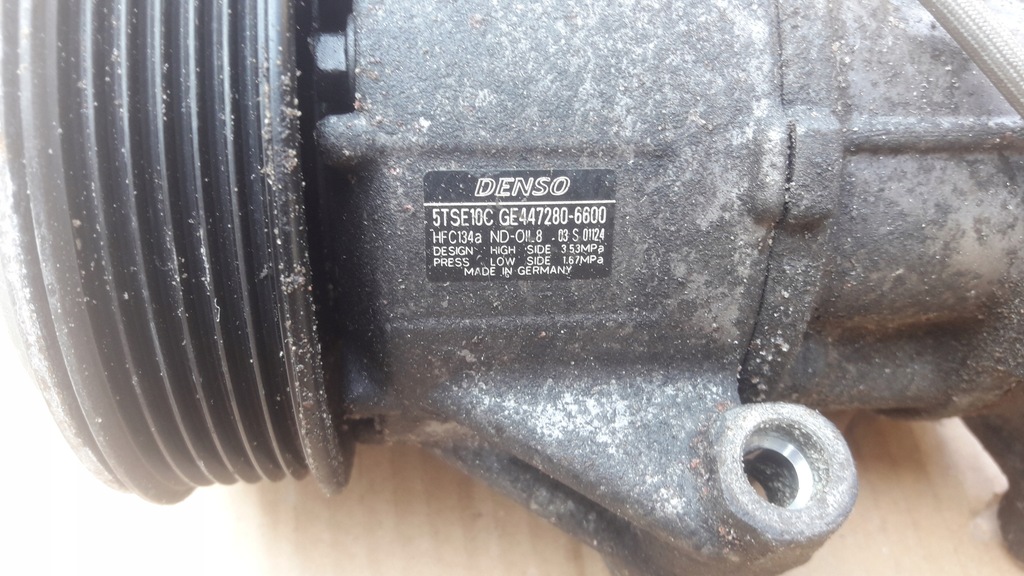 DENSO
5TSE10C GE447280-6600
HFC134a ND-OIL8 .03 S 01124
DESIGN HIGH SIDE 3.53MPa
PRESS LOW SIDE 1.67MPa
MADE IN GERMANY